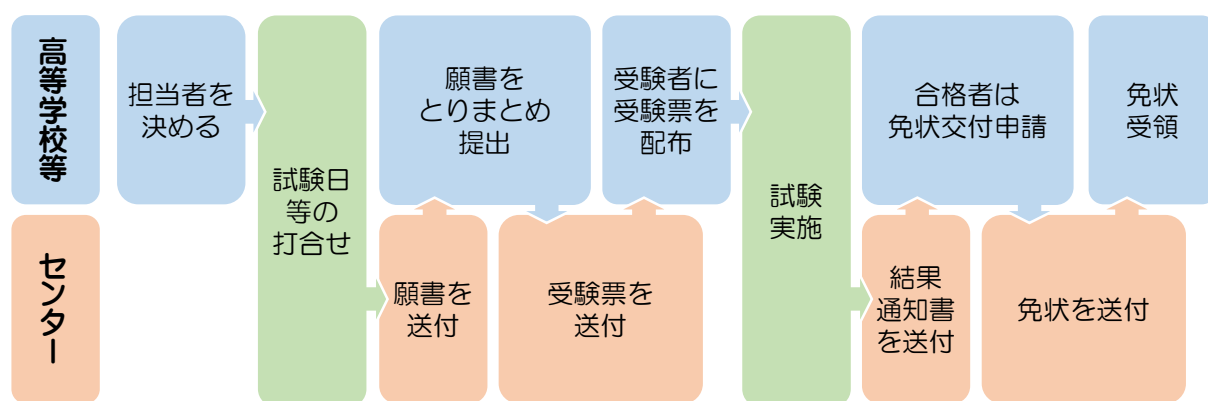 高等学校等
担当者を
決める
試験日
等の
打合せ
願書を
とりまとめ
提出
受験者に
受験票を
配布
試験
実施
合格者は
免状交付申請
免状
受領
センター
願書を
送付
受験票を
送付
結果
通知書
を送付
免状を送付